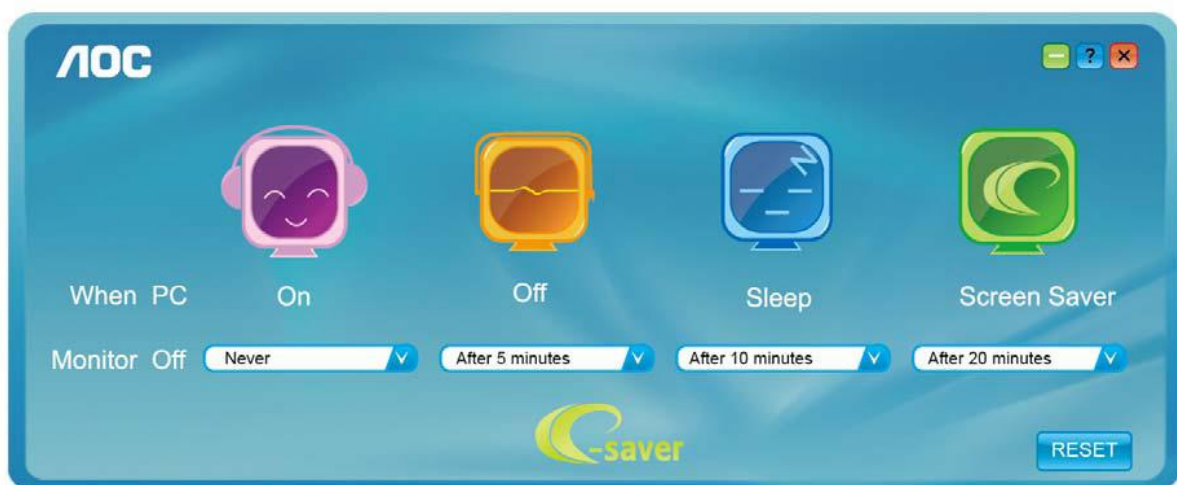 AOC
?
When PC On Off Sleep Screen Saver
Monitor Off Never After 5 minutes After 10 minutes After 20 minutes
e-saver
RESET